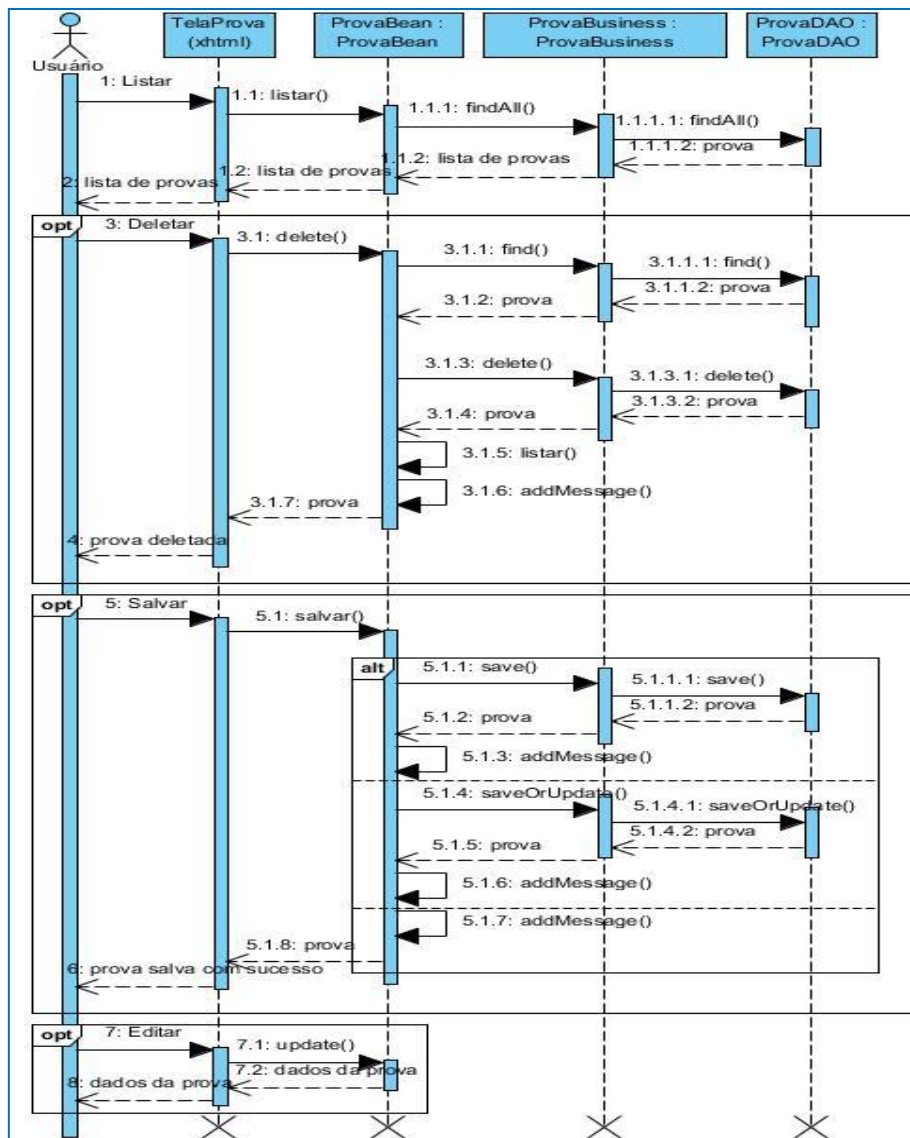 TelaProva
(xhtml)
ProvaBean :
ProvaBean
ProvaBusiness :
ProvaBusiness
ProvaDAO :
ProvaDAO
Usuário
1: Listar
1.1: listar()
1.1.1: findAll()
1.1.1.1: findAll()
1.1.1.2: prova
1.1.2: lista de provas
1.2: lista de provas
2: lista de provas
opt
3: Deletar
3.1: delete()
3.1.1: find()
3.1.1.1: find()
3.1.1.2: prova
3.1.2: prova
3.1.3: delete()
3.1.3.1: delete()
3.1.3.2: prova
3.1.4: prova
3.1.5: listar()
3.1.6: addMessage()
3.1.7: prova
4: prova deletada
opt
5: Salvar
5.1: salvar()
alt
5.1.1: save()
5.1.1.1: save()
5.1.1.2: prova
5.1.2: prova
5.1.3: addMessage()
5.1.4: saveOrUpdate()
5.1.4.1: saveOrUpdate()
5.1.4.2: prova
5.1.5: prova
5.1.6: addMessage()
5.1.7: addMessage()
5.1.8: prova
6: prova salva com sucesso
opt
7: Editar
7.1: update()
7.2: dados da prova
8: dados da prova